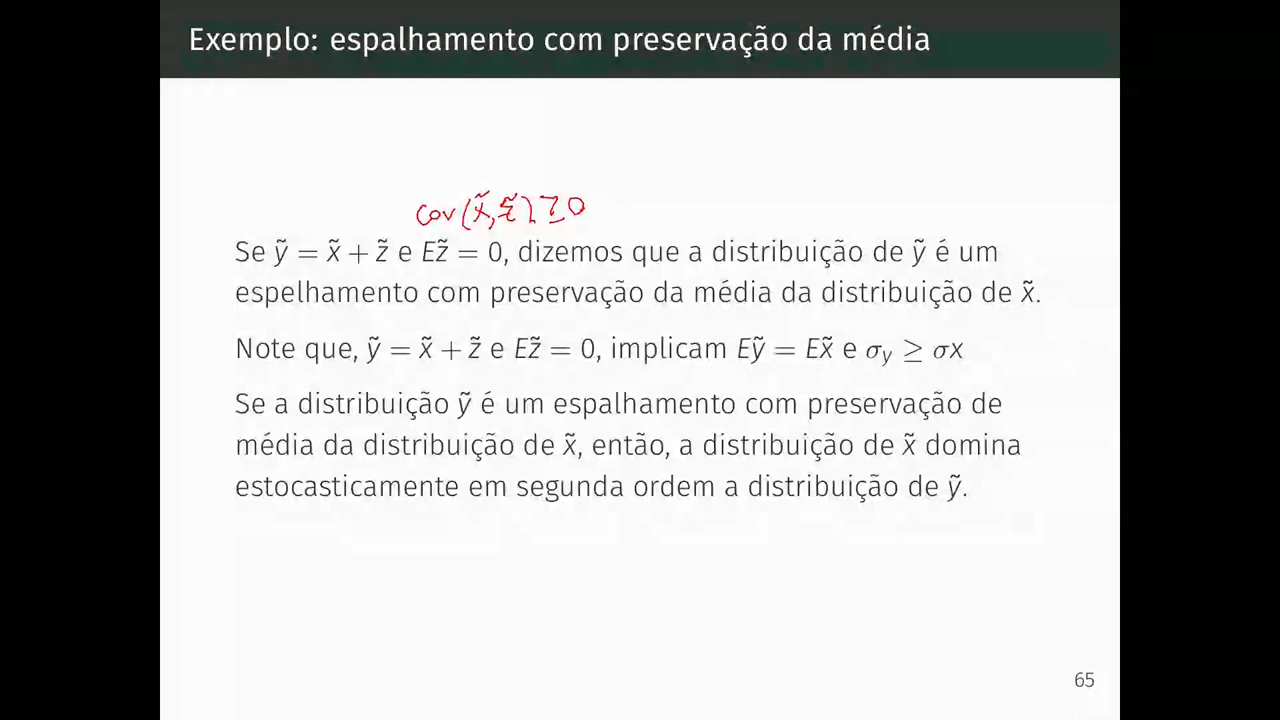 Exemplo: espalhamento com preservação da média
cov(x̃, z̃) ≥ 0
Se ỹ = x̃ + z̃ e Ez̃ = 0, dizemos que a distribuição de ỹ é um
espelhamento com preservação da média da distribuição de x̃.
Note que, ỹ = x̃ + z̃ e Ez̃ = 0, implicam Eỹ = Ex̃ e σy ≥ σx
Se a distribuição ỹ é um espalhamento com preservação de
média da distribuição de x̃, então, a distribuição de x̃ domina
estocasticamente em segunda ordem a distribuição de ỹ.
65